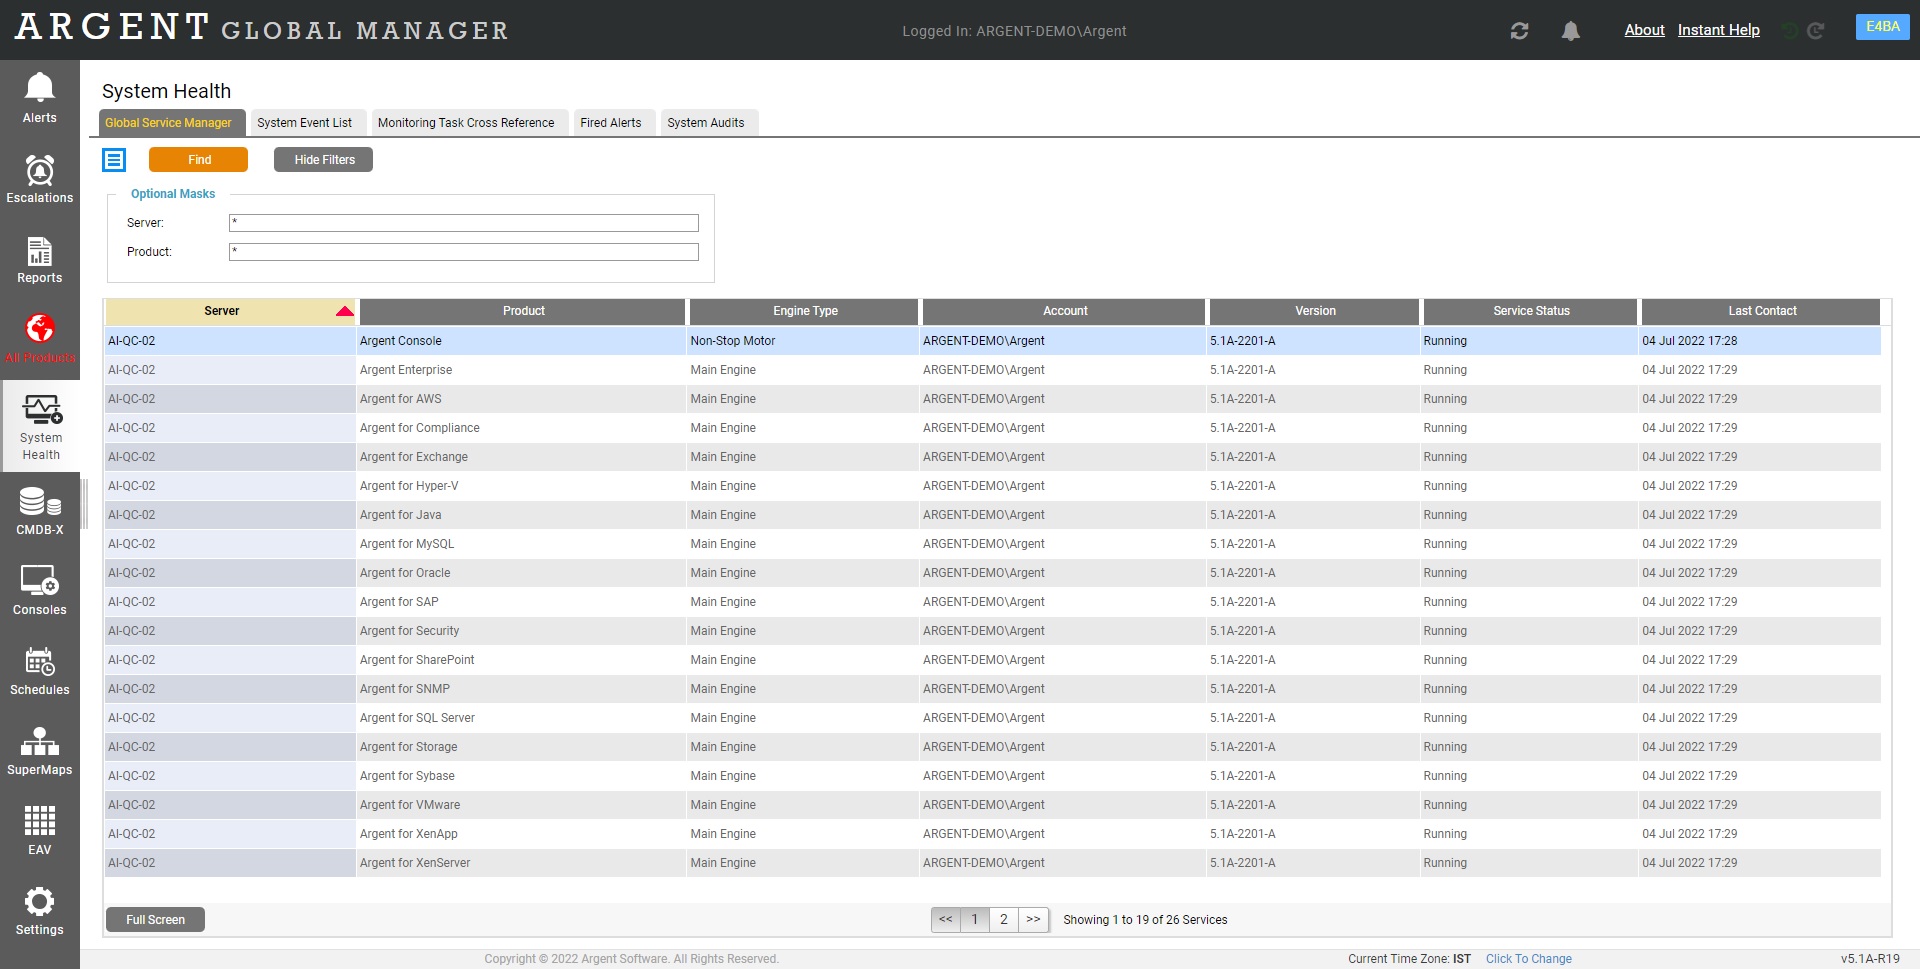 ARGENT GLOBAL MANAGER
Logged In: ARGENT-DEMO\Argent
About Instant Help
E4BA
Alerts
Escalations
Reports
All Products
System
Health
CMDB-X
Consoles
Schedules
SuperMaps
EAV
Settings
System Health
Global Service Manager System Event List Monitoring Task Cross Reference Fired Alerts System Audits
Find Hide Filters
Optional Masks
Server: *
Product: *
Server Product Engine Type Account Version Service Status Last Contact
AI-QC-02 Argent Console Non-Stop Motor ARGENT-DEMO\Argent 5.1A-2201-A Running 04 Jul 2022 17:28
AI-QC-02 Argent Enterprise Main Engine ARGENT-DEMO\Argent 5.1A-2201-A Running 04 Jul 2022 17:29
AI-QC-02 Argent for AWS Main Engine ARGENT-DEMO\Argent 5.1A-2201-A Running 04 Jul 2022 17:29
AI-QC-02 Argent for Compliance Main Engine ARGENT-DEMO\Argent 5.1A-2201-A Running 04 Jul 2022 17:29
AI-QC-02 Argent for Exchange Main Engine ARGENT-DEMO\Argent 5.1A-2201-A Running 04 Jul 2022 17:29
AI-QC-02 Argent for Hyper-V Main Engine ARGENT-DEMO\Argent 5.1A-2201-A Running 04 Jul 2022 17:29
AI-QC-02 Argent for Java Main Engine ARGENT-DEMO\Argent 5.1A-2201-A Running 04 Jul 2022 17:29
AI-QC-02 Argent for MySQL Main Engine ARGENT-DEMO\Argent 5.1A-2201-A Running 04 Jul 2022 17:29
AI-QC-02 Argent for Oracle Main Engine ARGENT-DEMO\Argent 5.1A-2201-A Running 04 Jul 2022 17:29
AI-QC-02 Argent for SAP Main Engine ARGENT-DEMO\Argent 5.1A-2201-A Running 04 Jul 2022 17:29
AI-QC-02 Argent for Security Main Engine ARGENT-DEMO\Argent 5.1A-2201-A Running 04 Jul 2022 17:29
AI-QC-02 Argent for SharePoint Main Engine ARGENT-DEMO\Argent 5.1A-2201-A Running 04 Jul 2022 17:29
AI-QC-02 Argent for SNMP Main Engine ARGENT-DEMO\Argent 5.1A-2201-A Running 04 Jul 2022 17:29
AI-QC-02 Argent for SQL Server Main Engine ARGENT-DEMO\Argent 5.1A-2201-A Running 04 Jul 2022 17:29
AI-QC-02 Argent for Storage Main Engine ARGENT-DEMO\Argent 5.1A-2201-A Running 04 Jul 2022 17:29
AI-QC-02 Argent for Sybase Main Engine ARGENT-DEMO\Argent 5.1A-2201-A Running 04 Jul 2022 17:29
AI-QC-02 Argent for VMware Main Engine ARGENT-DEMO\Argent 5.1A-2201-A Running 04 Jul 2022 17:29
AI-QC-02 Argent for XenApp Main Engine ARGENT-DEMO\Argent 5.1A-2201-A Running 04 Jul 2022 17:29
AI-QC-02 Argent for XenServer Main Engine ARGENT-DEMO\Argent 5.1A-2201-A Running 04 Jul 2022 17:29
Full Screen << 1 2 >> Showing 1 to 19 of 26 Services
Copyright © 2022 Argent Software. All Rights Reserved. Current Time Zone: IST Click To Change v5.1A-R19